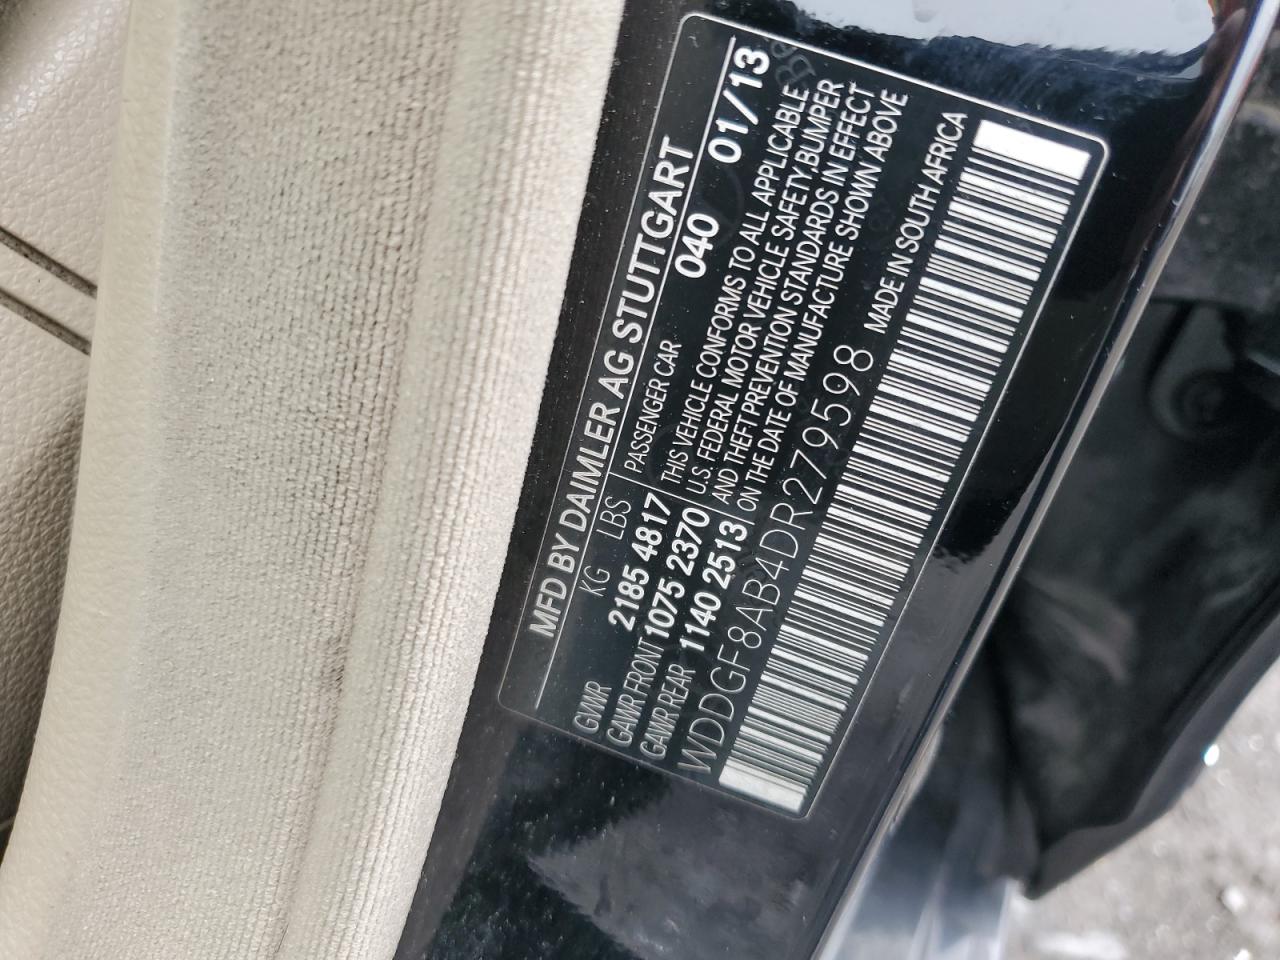 MFD BY DAIMLER AG STUTTGART
KG LBS PASSENGER CAR 040 01/13
GVWR 2185 4817 THIS VEHICLE CONFORMS TO ALL APPLICABLE
GAWR FRONT 1075 2370 U.S. FEDERAL MOTOR VEHICLE SAFETY,BUMPER
GAWR REAR 1140 2513 AND THEFT PREVENTION STANDARDS IN EFFECT
ON THE DATE OF MANUFACTURE SHOWN ABOVE
WDDGF8AB4DR279598 MADE IN SOUTH AFRICA